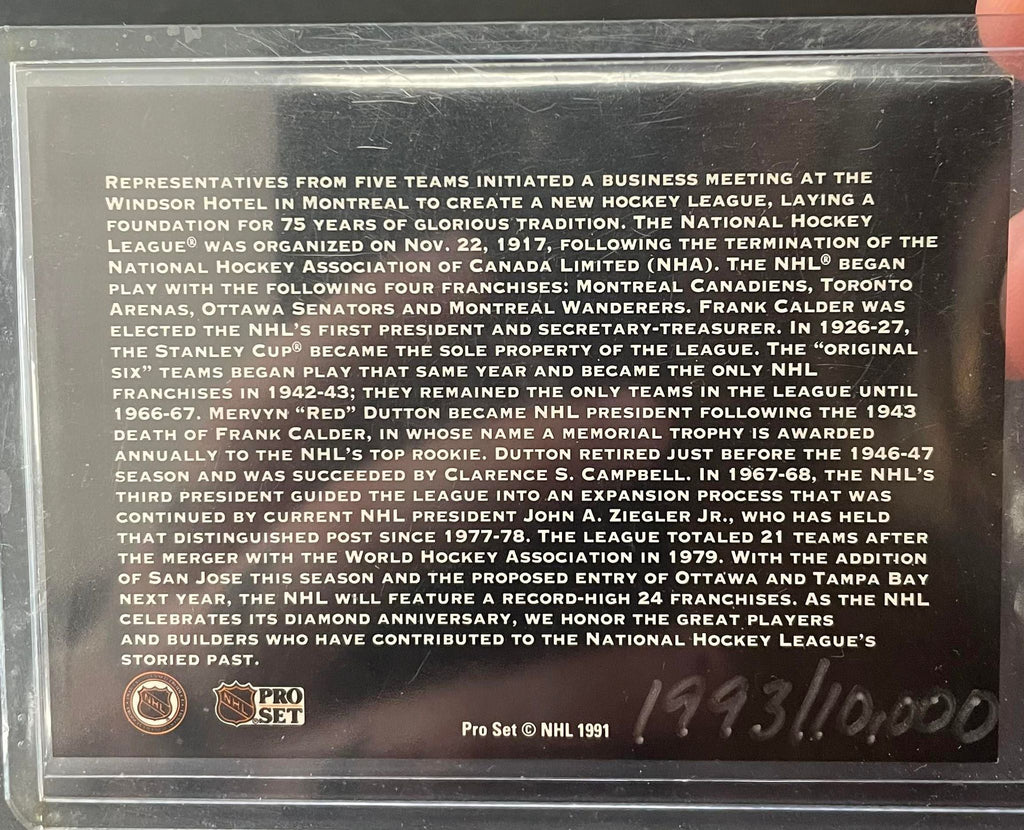 REPRESENTATIVES FROM FIVE TEAMS INITIATED A BUSINESS MEETING AT THE
WINDSOR HOTEL IN MONTREAL TO CREATE A NEW HOCKEY LEAGUE, LAYING A
FOUNDATION FOR 75 YEARS OF GLORIOUS TRADITION. THE NATIONAL HOCKEY
LEAGUE® WAS ORGANIZED ON NOV. 22, 1917, FOLLOWING THE TERMINATION OF THE
NATIONAL HOCKEY ASSOCIATION OF CANADA LIMITED (NHA). THE NHL® BEGAN
PLAY WITH THE FOLLOWING FOUR FRANCHISES: MONTREAL CANADIENS, TORONTO
ARENAS, OTTAWA SENATORS AND MONTREAL WANDERERS. FRANK CALDER WAS
ELECTED THE NHL'S FIRST PRESIDENT AND SECRETARY-TREASURER. IN 1926-27,
THE STANLEY CUP® BECAME THE SOLE PROPERTY OF THE LEAGUE. THE "ORIGINAL
SIX" TEAMS BEGAN PLAY THAT SAME YEAR AND BECAME THE ONLY NHL
FRANCHISES IN 1942-43; THEY REMAINED THE ONLY TEAMS IN THE LEAGUE UNTIL
1966-67. MERVYN "RED" DUTTON BECAME NHL PRESIDENT FOLLOWING THE 1943
DEATH OF FRANK CALDER, IN WHOSE NAME A MEMORIAL TROPHY IS AWARDED
ANNUALLY TO THE NHL'S TOP ROOKIE. DUTTON RETIRED JUST BEFORE THE 1946-47
SEASON AND WAS SUCCEEDED BY CLARENCE S. CAMPBELL. IN 1967-68, THE NHL'S
THIRD PRESIDENT GUIDED THE LEAGUE INTO AN EXPANSION PROCESS THAT WAS
CONTINUED BY CURRENT NHL PRESIDENT JOHN A. ZIEGLER JR., WHO HAS HELD
THAT DISTINGUISHED POST SINCE 1977-78. THE LEAGUE TOTALED 21 TEAMS AFTER
THE MERGER WITH THE WORLD HOCKEY ASSOCIATION IN 1979. WITH THE ADDITION
OF SAN JOSE THIS SEASON AND THE PROPOSED ENTRY OF OTTAWA AND TAMPA BAY
NEXT YEAR, THE NHL WILL FEATURE A RECORD-HIGH 24 FRANCHISES. AS THE NHL
CELEBRATES ITS DIAMOND ANNIVERSARY, WE HONOR THE GREAT PLAYERS
AND BUILDERS WHO HAVE CONTRIBUTED TO THE NATIONAL HOCKEY LEAGUE'S
STORIED PAST.
NHL
NHL PRO SET
Pro Set © NHL 1991
1993/10,000